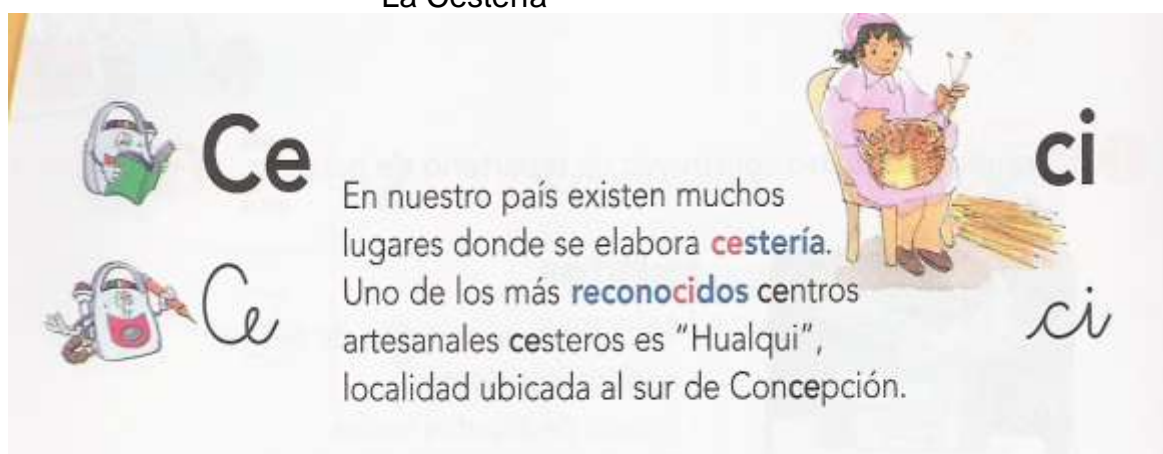 La Cestería
Ce
ci
En nuestro país existen muchos
lugares donde se elabora cestería.
Uno de los más reconocidos centros
artesanales cesteros es “Hualqui”,
localidad ubicada al sur de Concepción.
Ce
ci